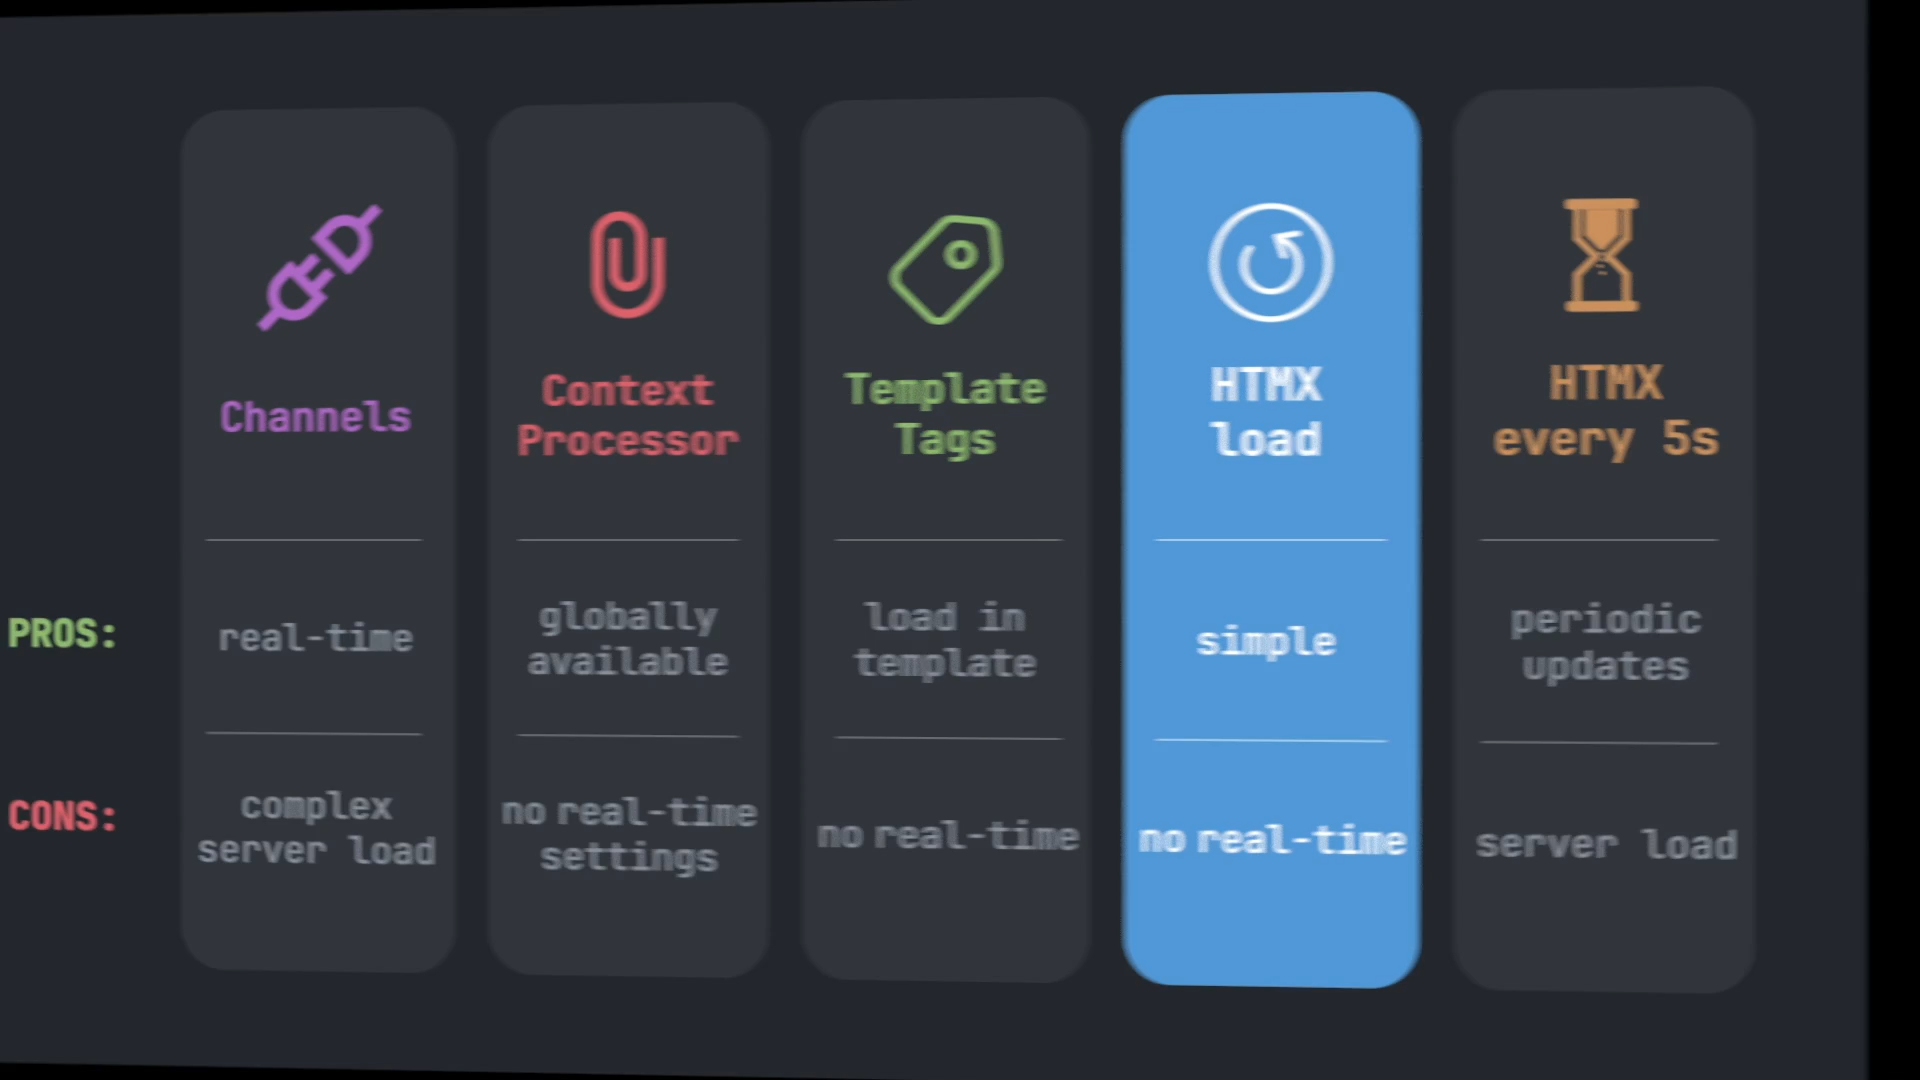 Channels
Context
Processor
Template
Tags
HTMX
load
HTMX
every 5s
PROS:
real-time
globally
available
load in
template
simple
periodic
updates
CONS:
complex
server load
no real-time
settings
no real-time
no real-time
server load